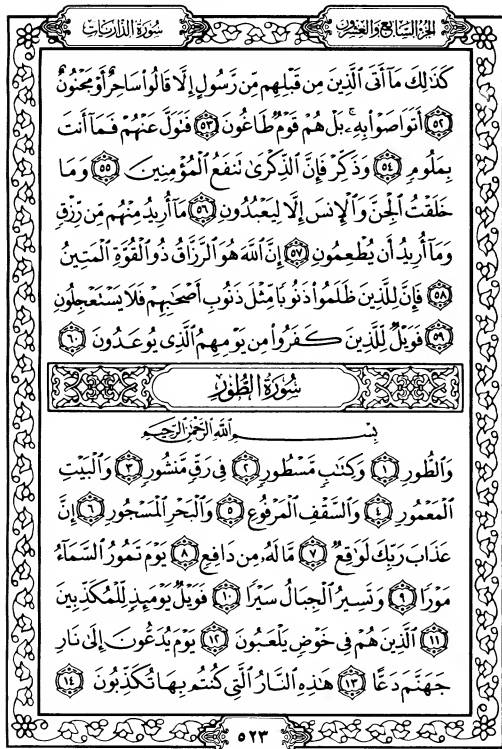 الجزء السابع والعشرون
سُورَةُ الذَّارِيَاتِ
كَذَٰلِكَ مَآ أَتَى ٱلَّذِينَ مِن قَبْلِهِم مِّن رَّسُولٍ إِلَّا قَالُوا۟ سَاحِرٌ أَوْ مَجْنُونٌ
٥٢ أَتَوَاصَوْا۟ بِهِۦ ۚ بَلْ هُمْ قَوْمٌ طَاغُونَ ٥٣ فَتَوَلَّ عَنْهُمْ فَمَآ أَنتَ
بِمَلُومٍ ٥٤ وَذَكِّرْ فَإِنَّ ٱلذِّكْرَىٰ تَنفَعُ ٱلْمُؤْمِنِينَ ٥٥ وَمَا
خَلَقْتُ ٱلْجِنَّ وَٱلْإِنسَ إِلَّا لِيَعْبُدُونِ ٥٦ مَآ أُرِيدُ مِنْهُم مِّن رِّزْقٍ
وَمَآ أُرِيدُ أَن يُطْعِمُونِ ٥٧ إِنَّ ٱللَّهَ هُوَ ٱلرَّزَّاقُ ذُو ٱلْقُوَّةِ ٱلْمَتِينُ
٥٨ فَإِنَّ لِلَّذِينَ ظَلَمُوا۟ ذَنُوبًا مِّثْلَ ذَنُوبِ أَصْحَٰبِهِمْ فَلَا يَسْتَعْجِلُونِ
٥٩ فَوَيْلٌ لِّلَّذِينَ كَفَرُوا۟ مِن يَوْمِهِمُ ٱلَّذِى يُوعَدُونَ ٦٠
سُورَةُ الطُّورِ
بِسْمِ ٱللَّهِ ٱلرَّحْمَٰنِ ٱلرَّحِيمِ
وَٱلطُّورِ ١ وَكِتَٰبٍ مَّسْطُورٍ ٢ فِى رَقٍّ مَّنشُورٍ ٣ وَٱلْبَيْتِ
ٱلْمَعْمُورِ ٤ وَٱلسَّقْفِ ٱلْمَرْفُوعِ ٥ وَٱلْبَحْرِ ٱلْمَسْجُورِ ٦ إِنَّ
عَذَابَ رَبِّكَ لَوَٰقِعٌ ٧ مَّا لَهُۥ مِن دَافِعٍ ٨ يَوْمَ تَمُورُ ٱلسَّمَآءُ
مَوْرًا ٩ وَتَسِيرُ ٱلْجِبَالُ سَيْرًا ١٠ فَوَيْلٌ يَوْمَئِذٍ لِّلْمُكَذِّبِينَ
١١ ٱلَّذِينَ هُمْ فِى خَوْضٍ يَلْعَبُونَ ١٢ يَوْمَ يُدَعُّونَ إِلَىٰ نَارِ
جَهَنَّمَ دَعًّا ١٣ هَٰذِهِ ٱلنَّارُ ٱلَّتِى كُنتُم بِهَا تُكَذِّبُونَ ١٤
٥٢٣